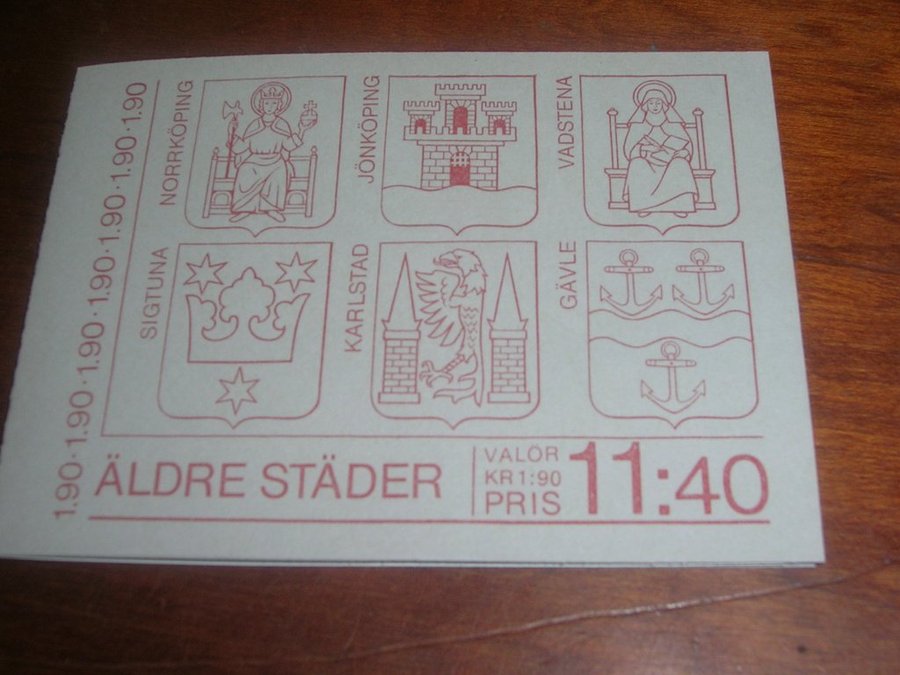 1.90·1.90·1.90·1.90·1.90·1.90
NORRKÖPING
JÖNKÖPING
VADSTENA
SIGTUNA
KARLSTAD
GÄVLE
ÄLDRE STÄDER
VALÖR
KR 1:90
PRIS
11:40